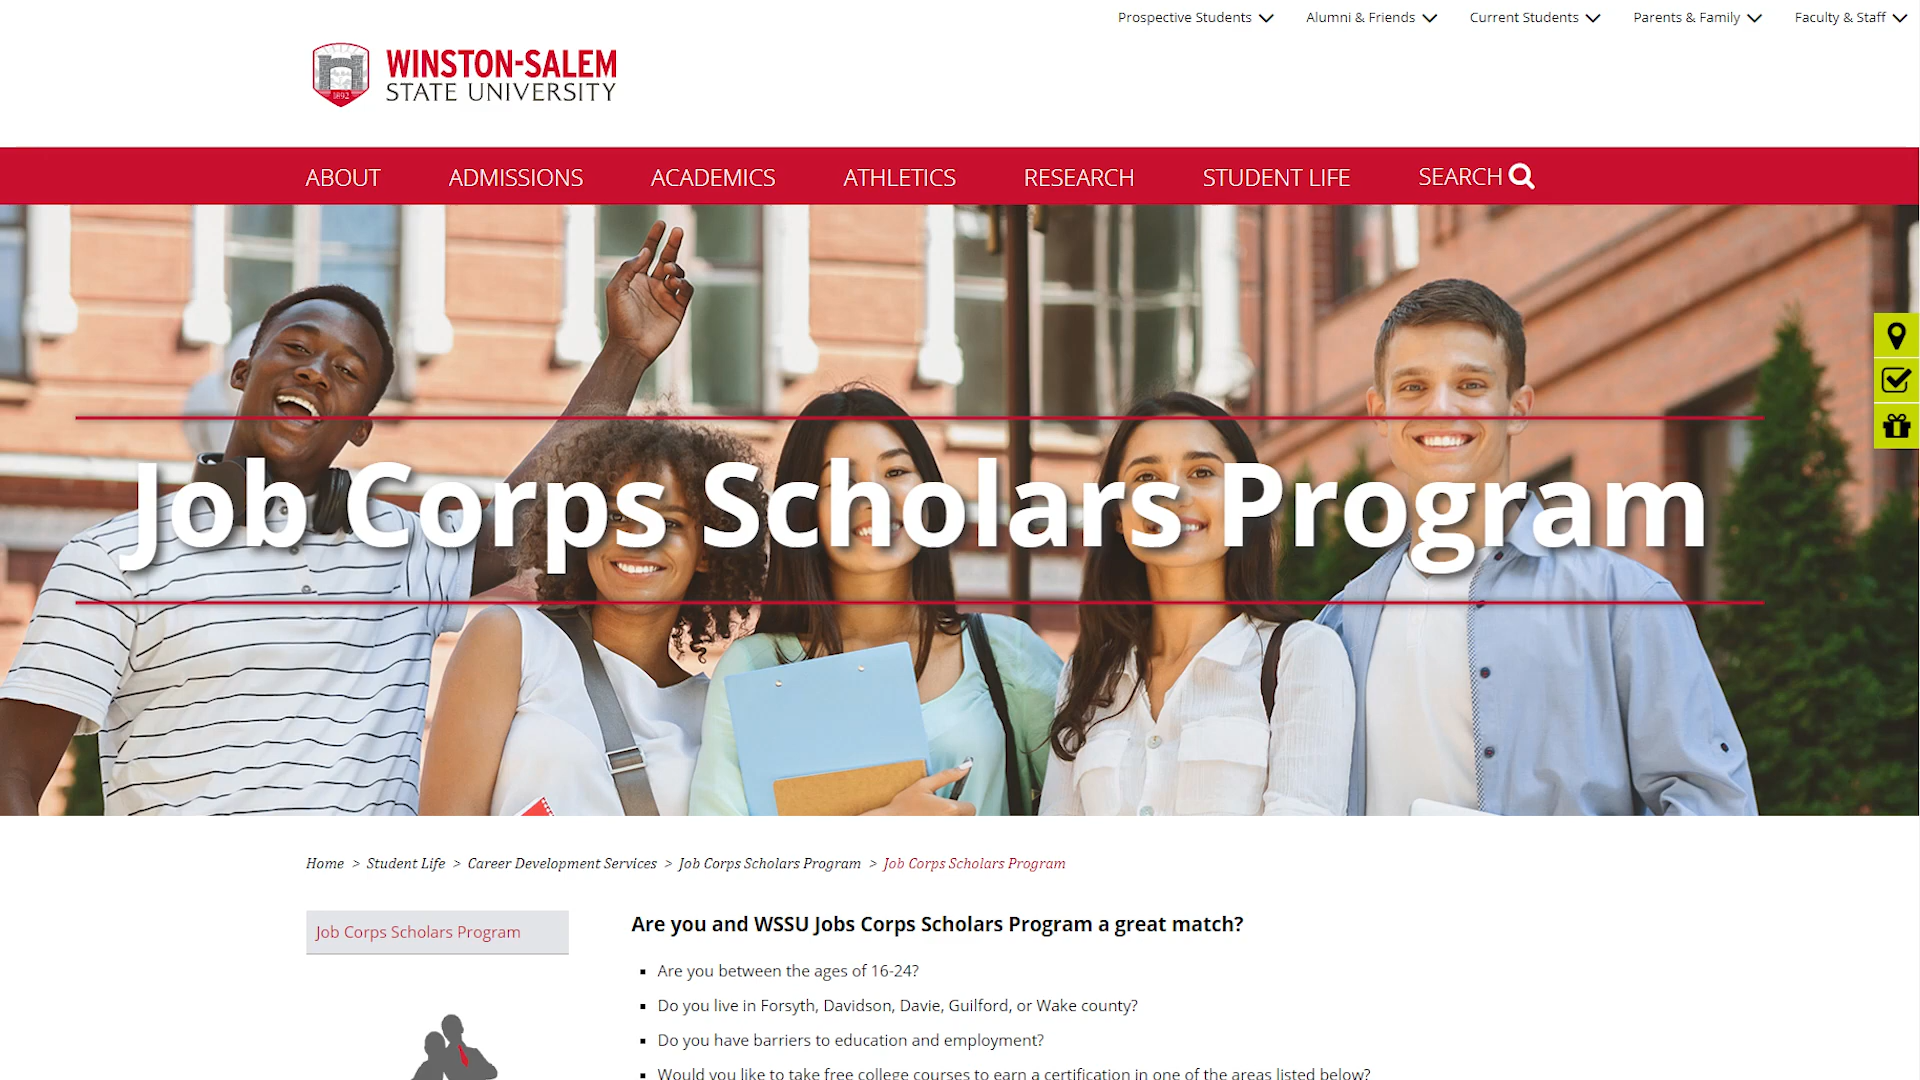 Prospective Students
Alumni & Friends
Current Students
Parents & Family
Faculty & Staff
WINSTON-SALEM
STATE UNIVERSITY
1892
ABOUT
ADMISSIONS
ACADEMICS
ATHLETICS
RESEARCH
STUDENT LIFE
SEARCH
Job Corps Scholars Program
Home > Student Life > Career Development Services > Job Corps Scholars Program > Job Corps Scholars Program
Job Corps Scholars Program
Are you and WSSU Jobs Corps Scholars Program a great match?
Are you between the ages of 16-24?
Do you live in Forsyth, Davidson, Davie, Guilford, or Wake county?
Do you have barriers to education and employment?
Would you like to take free college courses to earn a certification in one of the areas listed below?